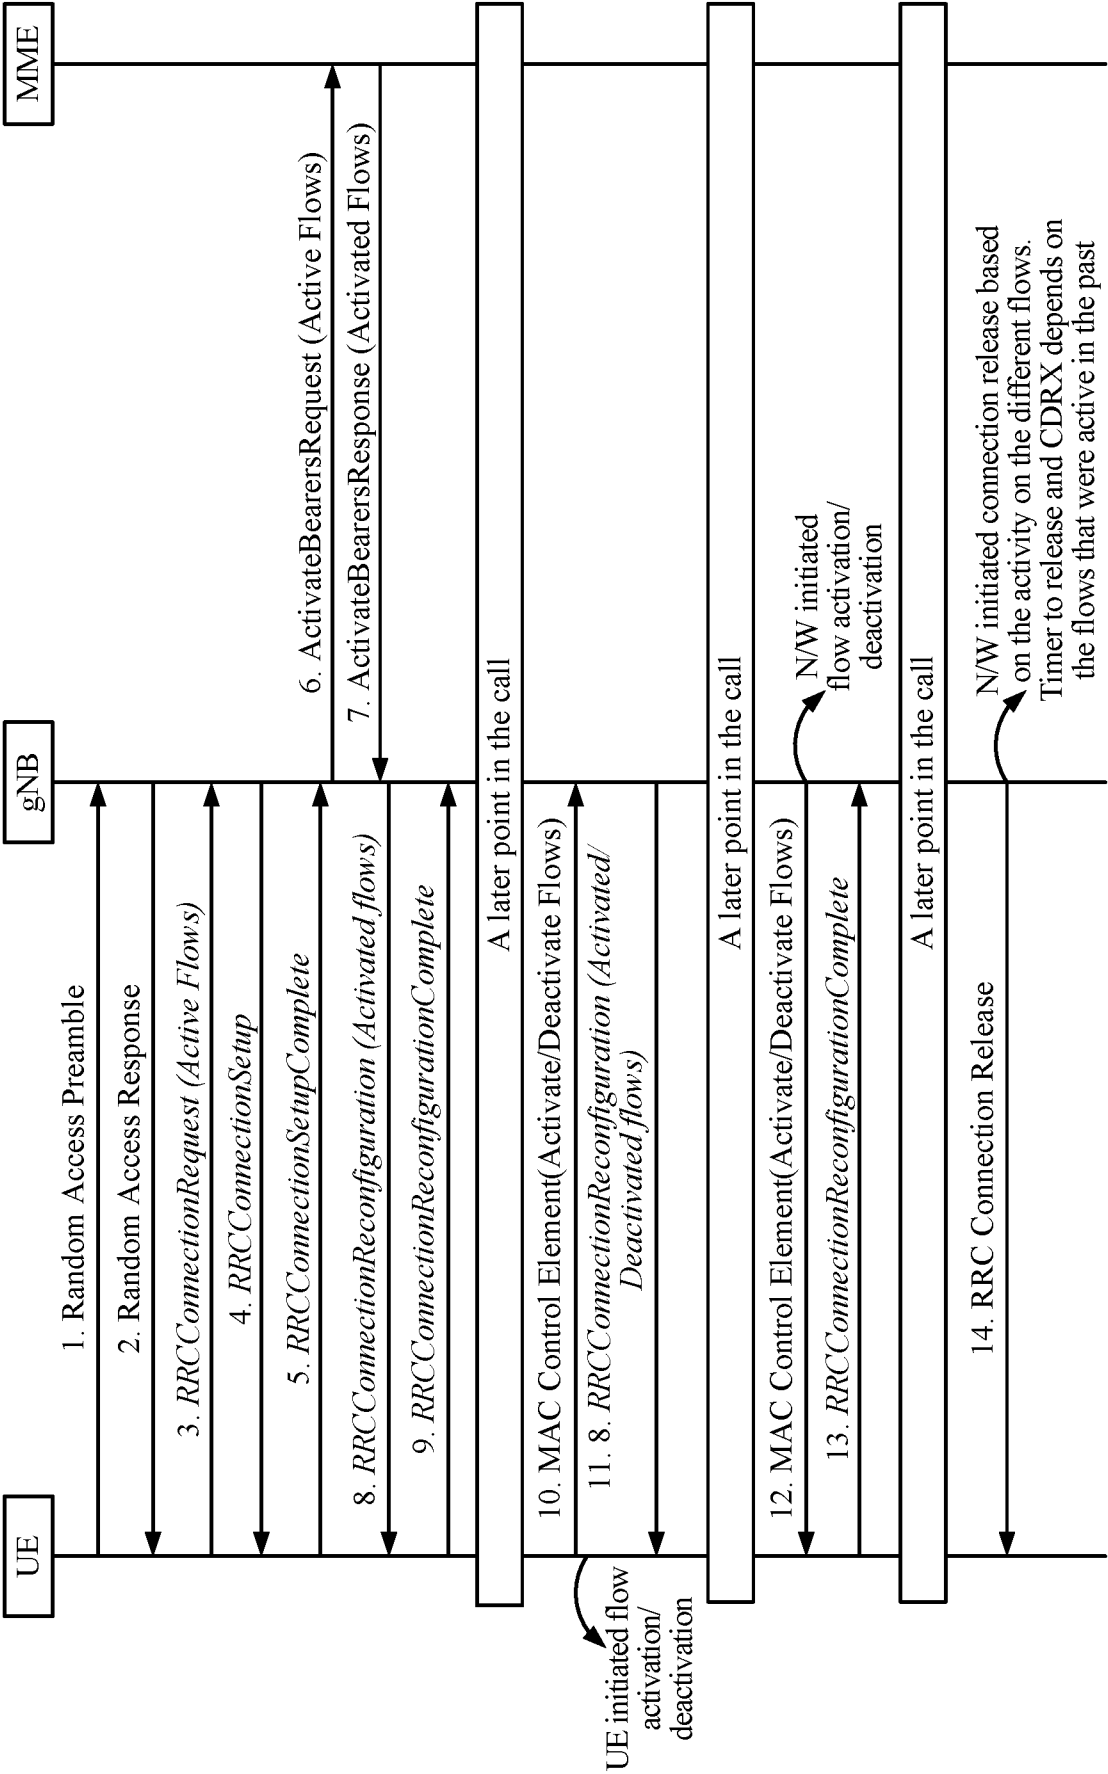 UE
gNB
MME
1. Random Access Preamble
2. Random Access Response
3. RRCConnectionRequest (Active Flows)
4. RRCConnectionSetup
5. RRCConnectionSetupComplete
6. ActivateBearersRequest (Active Flows)
7. ActivateBearersResponse (Activated Flows)
8. RRCConnectionReconfiguration (Activated flows)
9. RRCConnectionReconfigurationComplete
A later point in the call
10. MAC Control Element(Activate/Deactivate Flows)
UE initiated flow
activation/
deactivation
11. 8. RRCConnectionReconfiguration (Activated/
Deactivated flows)
A later point in the call
12. MAC Control Element(Activate/Deactivate Flows)
N/W initiated
flow activation/
deactivation
13. RRCConnectionReconfigurationComplete
A later point in the call
14. RRC Connection Release
N/W initiated connection release based
on the activity on the different flows.
Timer to release and CDRX depends on
the flows that were active in the past